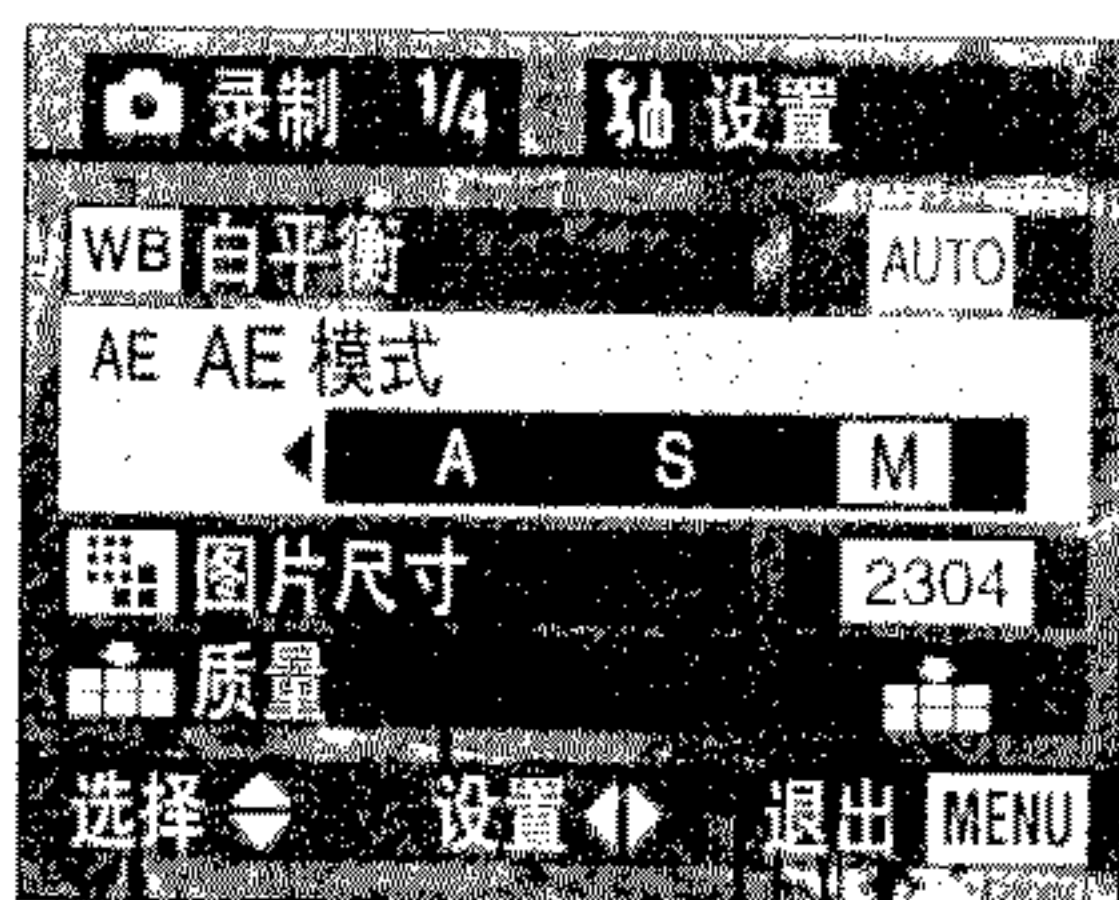 录制 1/4 设置
WB 自平衡 AUTO
AE AE 模式
A S M
图片尺寸 2304
质量
选择 设置 退出 MENU